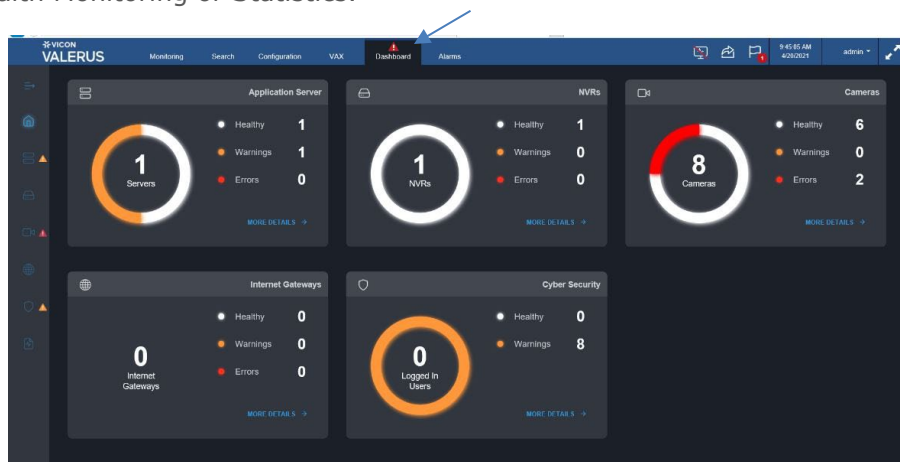 alth Monitoring or Statistics.
VICON
VALERUS
Monitoring Search Configuration VAX Dashboard Alarms
1
9:45:05 AM
4/20/2021
admin
Application Server
1
Servers
Healthy 1
Warnings 1
Errors 0
MORE DETAILS →
NVRs
1
NVRs
Healthy 1
Warnings 0
Errors 0
MORE DETAILS →
Cameras
8
Cameras
Healthy 6
Warnings 0
Errors 2
MORE DETAILS →
Internet Gateways
0
Internet
Gateways
Healthy 0
Warnings 0
Errors 0
MORE DETAILS →
Cyber Security
0
Logged In
Users
Healthy 0
Warnings 8
MORE DETAILS →